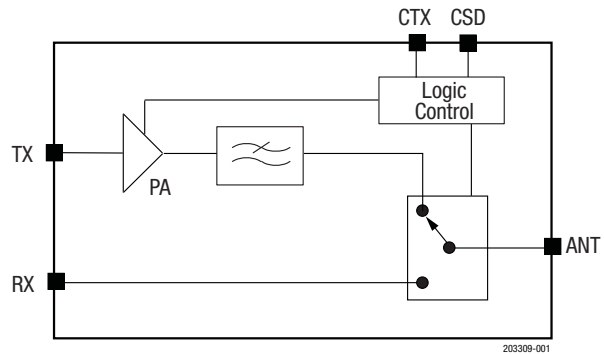 CTX CSD
Logic
Control
TX
PA
ANT
RX
203309-001